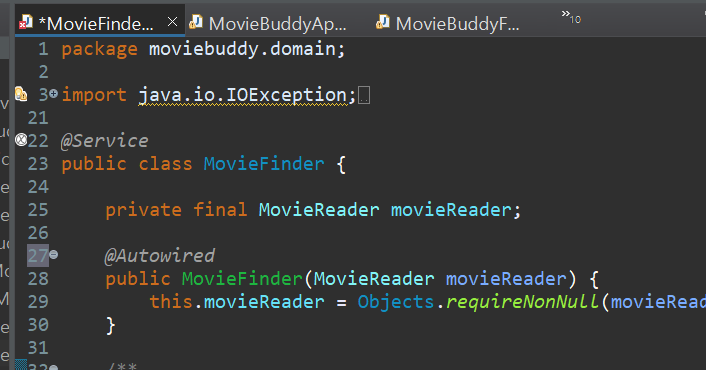 *MovieFinde... MovieBuddyAp... MovieBuddyF... »10
1 package moviebuddy.domain;
2
3 import java.io.IOException;
21
22 @Service
23 public class MovieFinder {
24
25 private final MovieReader movieReader;
26
27 @Autowired
28 public MovieFinder(MovieReader movieReader) {
29 this.movieReader = Objects.requireNonNull(movieRead
30 }
31
32 /**